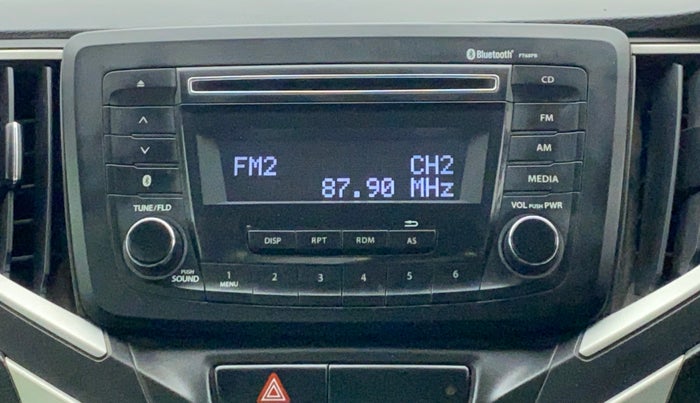 Bluetooth
CD
FM
AM
MEDIA
FM2 CH2
87.90 MHz
TUNE/FLD
VOL PUSH PWR
DISP RPT RDM AS
PUSH
SOUND
1 2 3 4 5 6
MENU